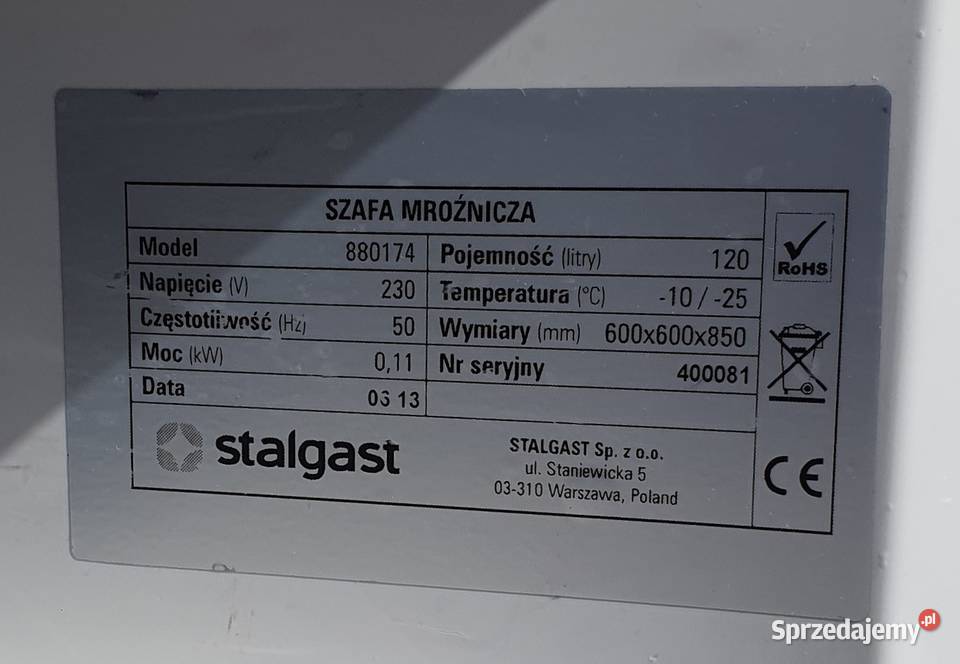 SZAFA MROŹNICZA
Model 880174
Pojemność (litry) 120
Napięcie (V) 230
Temperatura (°C) -10 / -25
Częstotliwość (Hz) 50
Wymiary (mm) 600x600x850
Moc (kW) 0,11
Nr seryjny 400081
Data 06 13
RoHS
stalgast
STALGAST Sp. z o.o.
ul. Staniewicka 5
03-310 Warszawa, Poland
CE
Sprzedajemy.pl